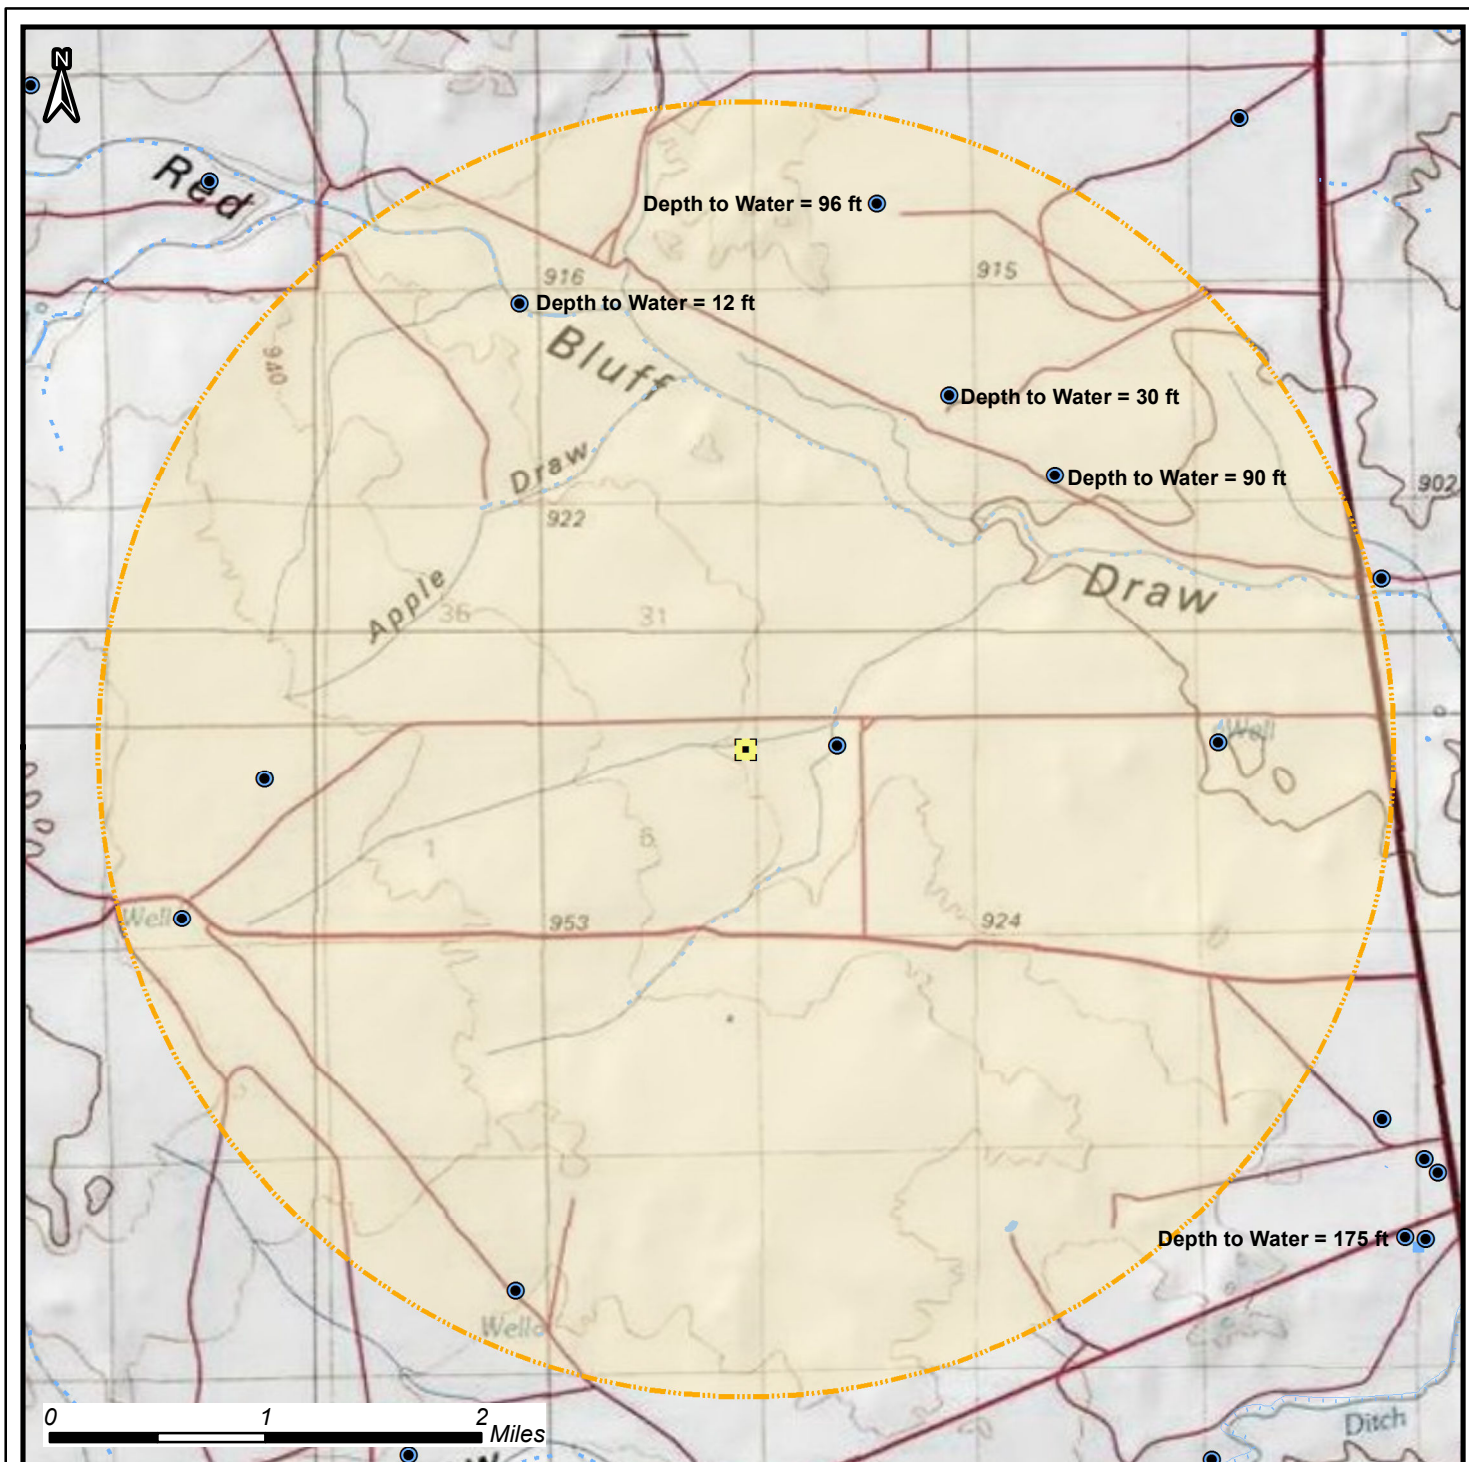 N
Red
Depth to Water = 96 ft
916
915
Depth to Water = 12 ft
Bluff
940
Depth to Water = 30 ft
Draw
Depth to Water = 90 ft
902
922
Apple
Draw
36
31
Well
1
6
Well
953
924
Depth to Water = 175 ft
Well
0 1 2
Miles
Ditch